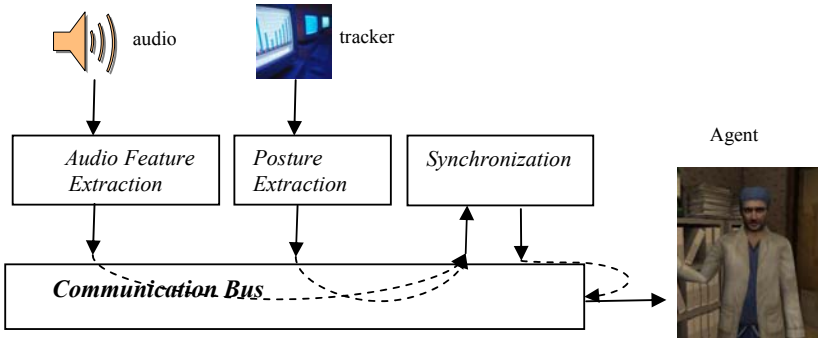 audio
tracker
Agent
Audio Feature
Extraction
Posture
Extraction
Synchronization
Communication Bus